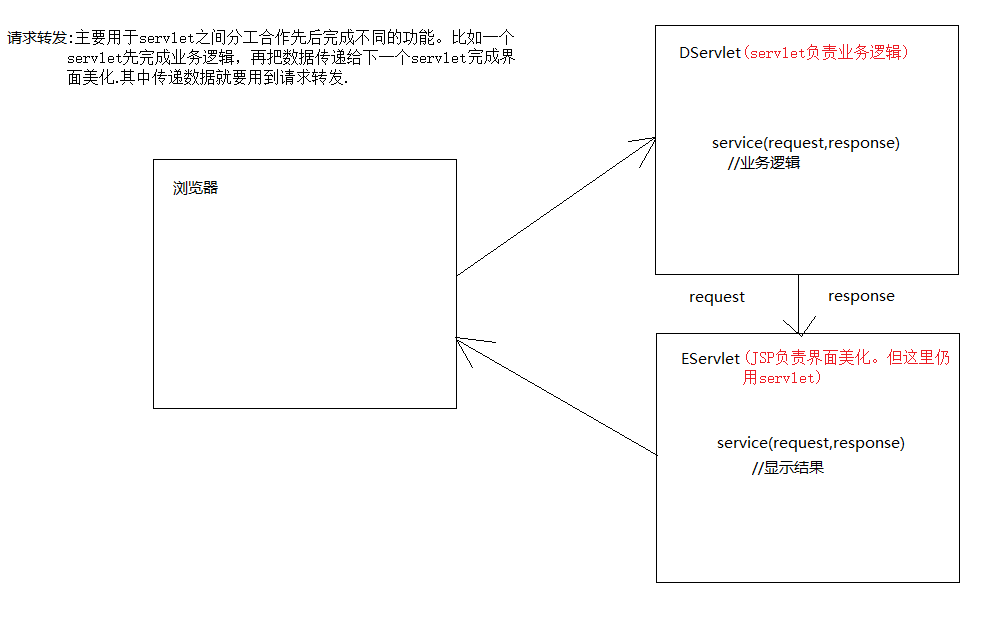 请求转发:主要用于servlet之间分工合作先后完成不同的功能。比如一个
servlet先完成业务逻辑，再把数据传递给下一个servlet完成界
面美化.其中传递数据就要用到请求转发.
浏览器
DServlet(servlet负责业务逻辑)
service(request,response)
//业务逻辑
request
response
EServlet(JSP负责界面美化。但这里仍
用servlet)
service(request,response)
//显示结果